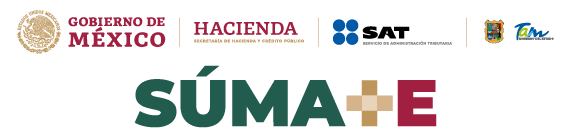 GOBIERNO DE
MÉXICO
HACIENDA
SECRETARÍA DE HACIENDA Y CRÉDITO PÚBLICO
SAT
SERVICIO DE ADMINISTRACIÓN TRIBUTARIA
Tam
SÚMA+E